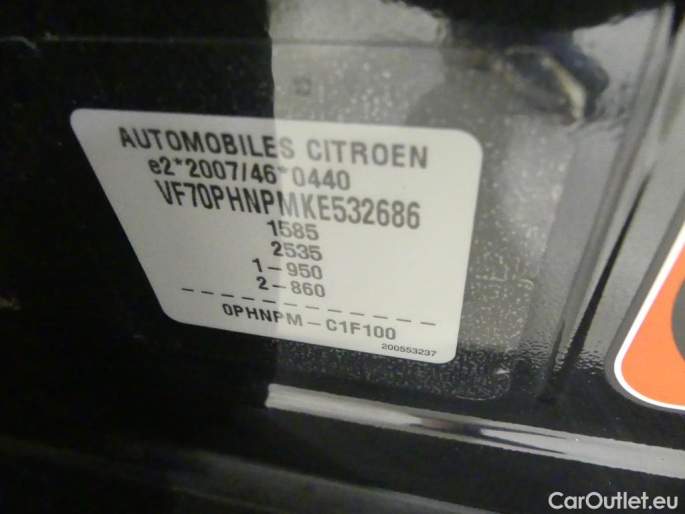 AUTOMOBILES CITROEN
e2*2007/46*0440
VF70PHNPMKE532686
1585
2535
1-950
2-860
0PHNPM-C1F100
200553237
CarOutlet.eu